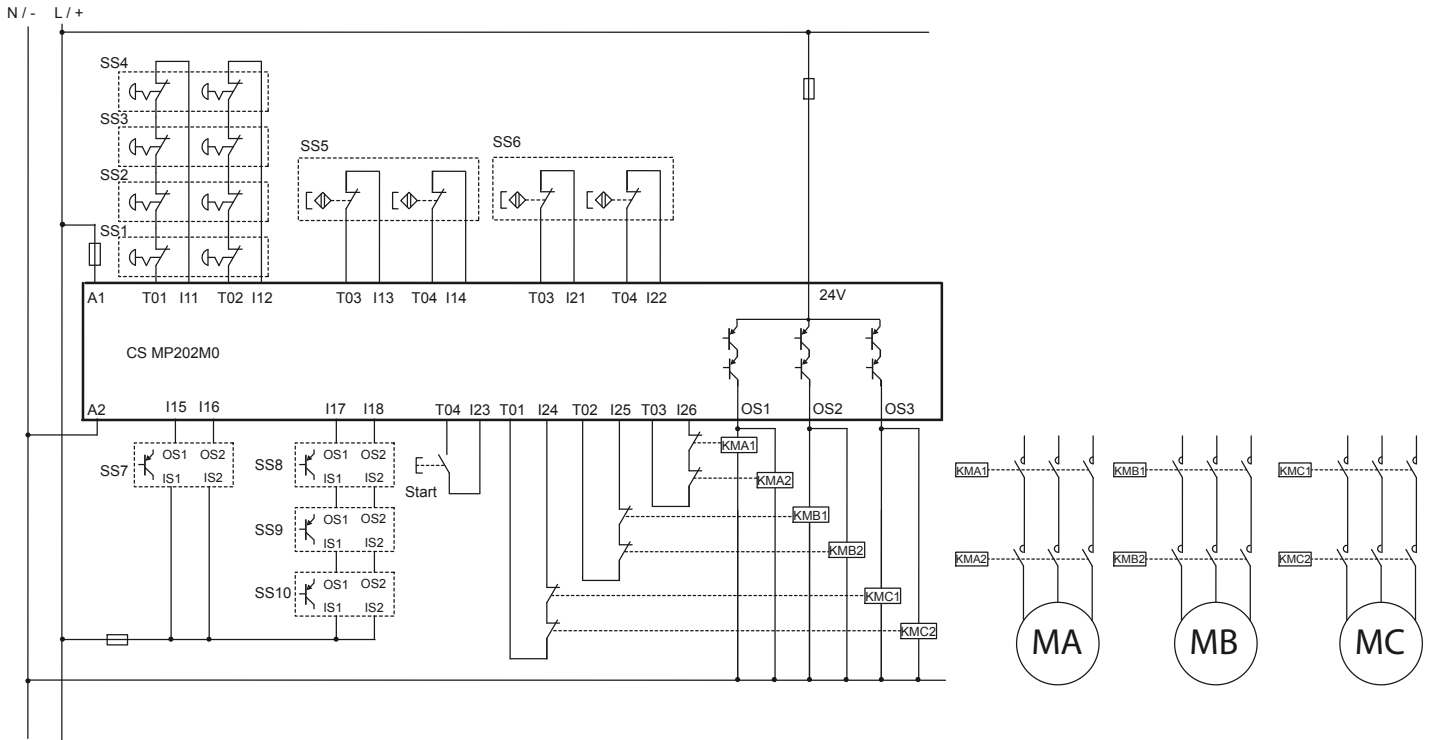 N / - L / +
SS4
SS3
SS2
SS1
SS5
SS6
A1 T01 I11 T02 I12 T03 I13 T04 I14 T03 I21 T04 I22 24V
CS MP202M0
A2 I15 I16 I17 I18 T04 I23 T01 I24 T02 I25 T03 I26 OS1 OS2 OS3
SS7 OS1 OS2
IS1 IS2
SS8 OS1 OS2
IS1 IS2
SS9 OS1 OS2
IS1 IS2
SS10 OS1 OS2
IS1 IS2
Start
KMA1
KMA2
KMB1
KMB2
KMC1
KMC2
KMA1 KMB1 KMC1
KMA2 KMB2 KMC2
MA MB MC